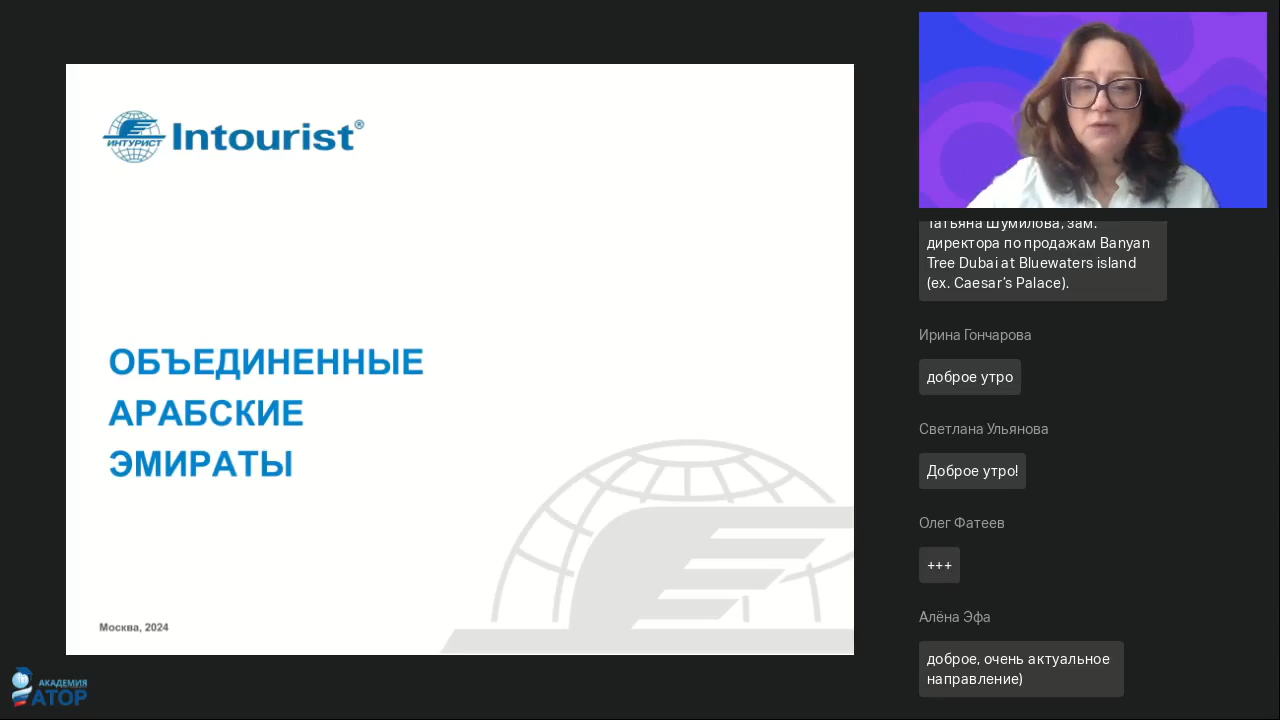 ИНТУРИСТ
Intourist®
ОБЪЕДИНЕННЫЕ
АРАБСКИЕ
ЭМИРАТЫ
Москва, 2024
АКАДЕМИЯ
АТОР
Татьяна Шумилова, зам.
директора по продажам Banyan
Tree Dubai at Bluewaters island
(ex. Caesar’s Palace).
Ирина Гончарова
доброе утро
Светлана Ульянова
Доброе утро!
Олег Фатеев
+++
Алёна Эфа
доброе, очень актуальное
направление)